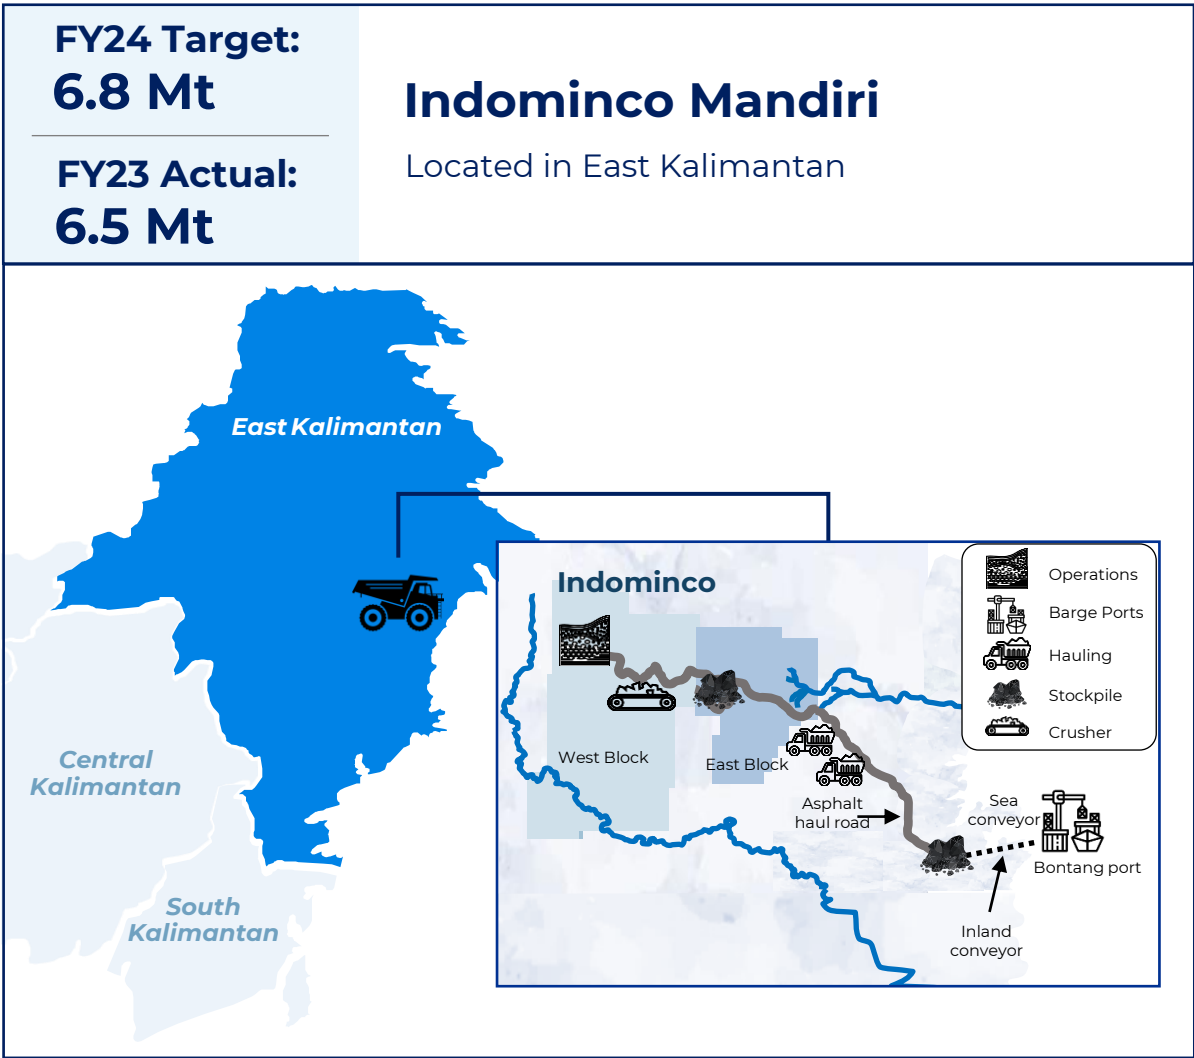 FY24 Target:
6.8 Mt
FY23 Actual:
6.5 Mt
Indominco Mandiri
Located in East Kalimantan
East Kalimantan
Central
Kalimantan
South
Kalimantan
Indominco
West Block
East Block
Asphalt
haul road
Sea
conveyor
Bontang port
Inland
conveyor
Operations
Barge Ports
Hauling
Stockpile
Crusher